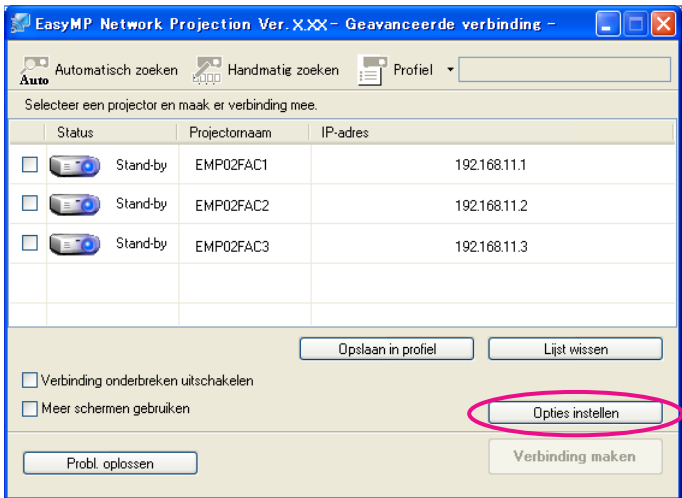 EasyMP Network Projection Ver. X.XX - Geavanceerde verbinding -
Auto Automatisch zoeken Handmatig zoeken Profiel
Selecteer een projector en maak er verbinding mee.
Status Projectornaam IP-adres
Stand-by EMP02FAC1 192.168.11.1
Stand-by EMP02FAC2 192.168.11.2
Stand-by EMP02FAC3 192.168.11.3
Opslaan in profiel Lijst wissen
Verbinding onderbreken uitschakelen
Meer schermen gebruiken Opties instellen
Probl. oplossen Verbinding maken